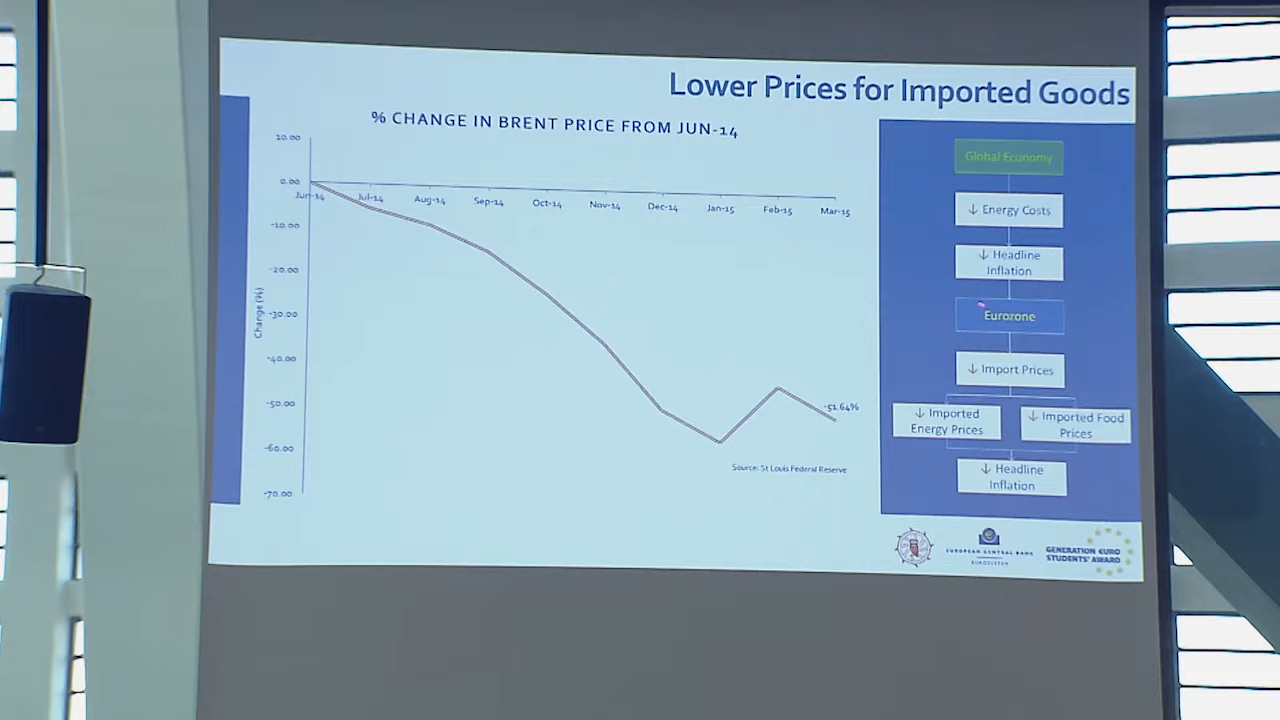 Lower Prices for Imported Goods
% CHANGE IN BRENT PRICE FROM JUN-14
10.00
0.00
-10.00
-20.00
-30.00
-40.00
-50.00
-60.00
-70.00
Change (%)
Jun-14
Jul-14
Aug-14
Sep-14
Oct-14
Nov-14
Dec-14
Jan-15
Feb-15
Mar-15
-51.64%
Source: St Louis Federal Reserve
Global Economy
↓ Energy Costs
↓ Headline
Inflation
Eurozone
↓ Import Prices
↓ Imported
Energy Prices
↓ Imported Food
Prices
↓ Headline
Inflation
EUROPEAN CENTRAL BANK
EUROSYSTEM
GENERATION €URO
STUDENTS' AWARD